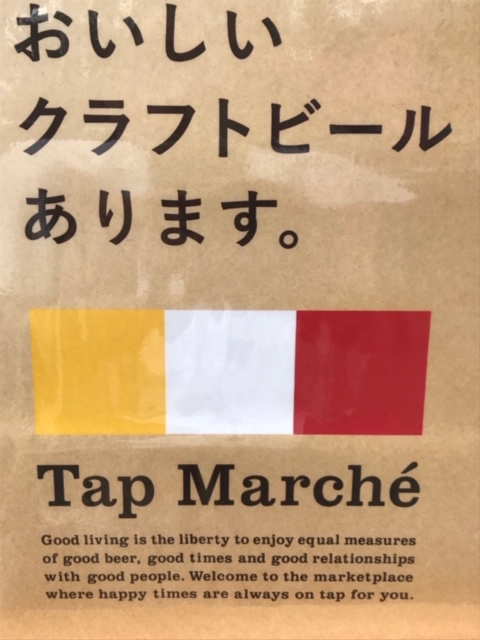 おいしい
クラフトビール
あります。
Tap Marché
Good living is the liberty to enjoy equal measures
of good beer, good times and good relationships
with good people. Welcome to the marketplace
where happy times are always on tap for you.